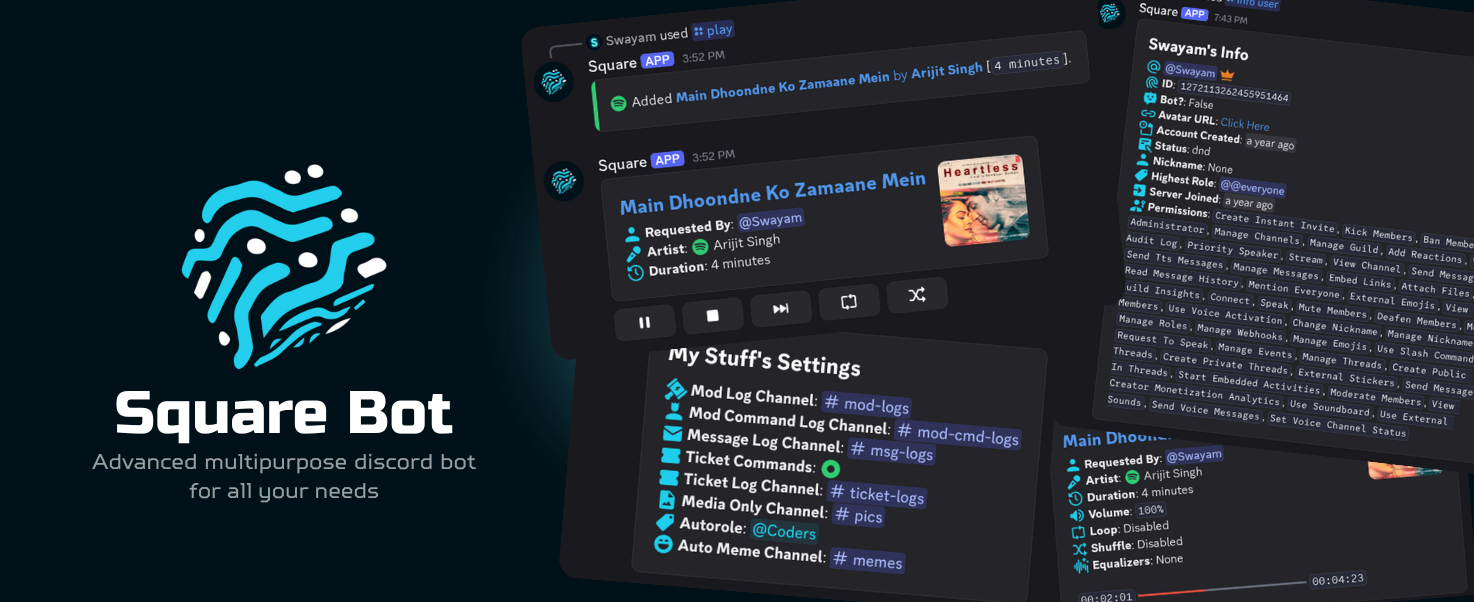 Square Bot
Advanced multipurpose discord bot
for all your needs
Swayam used play
Square APP 3:52 PM
Added Main Dhoondne Ko Zamaane Mein by Arijit Singh [4 minutes].
Square APP 3:52 PM
Main Dhoondne Ko Zamaane Mein
Requested By: @Swayam
Artist: Arijit Singh
Duration: 4 minutes
Heartless
My Stuff's Settings
Mod Log Channel: # mod-logs
Mod Command Log Channel: # mod-cmd-logs
Message Log Channel: # msg-logs
Ticket Commands:
Ticket Log Channel: # ticket-logs
Media Only Channel: # pics
Autorole: @Coders
Auto Meme Channel: # memes
info user
Square APP 7:43 PM
Swayam's Info
@Swayam
ID: 1272113262455951464
Bot?: False
Avatar URL: Click Here
Account Created: a year ago
Status: dnd
Nickname: None
Highest Role: @@everyone
Server Joined: a year ago
Permissions: Create Instant Invite, Kick Members, Ban Membe
Administrator, Manage Channels, Manage Guild, Add Reactions,
Audit Log, Priority Speaker, Stream, View Channel, Send Messag
Send Tts Messages, Manage Messages, Embed Links, Attach Files,
Read Message History, Mention Everyone, External Emojis, View
uild Insights, Connect, Speak, Mute Members, Deafen Members, M
Members, Use Voice Activation, Change Nickname, Manage Nickname
Manage Roles, Manage Webhooks, Manage Emojis, Use Slash Command
Request To Speak, Manage Events, Manage Threads, Create Public
Threads, Create Private Threads, External Stickers, Send Message
In Threads, Start Embedded Activities, Moderate Members, View
Creator Monetization Analytics, Use Soundboard, Use External
Sounds, Send Voice Messages, Set Voice Channel Status
Main Dhoon
Requested By: @Swayam
Artist: Arijit Singh
Duration: 4 minutes
Volume: 100%
Loop: Disabled
Shuffle: Disabled
Equalizers: None
00:02:01 00:04:23